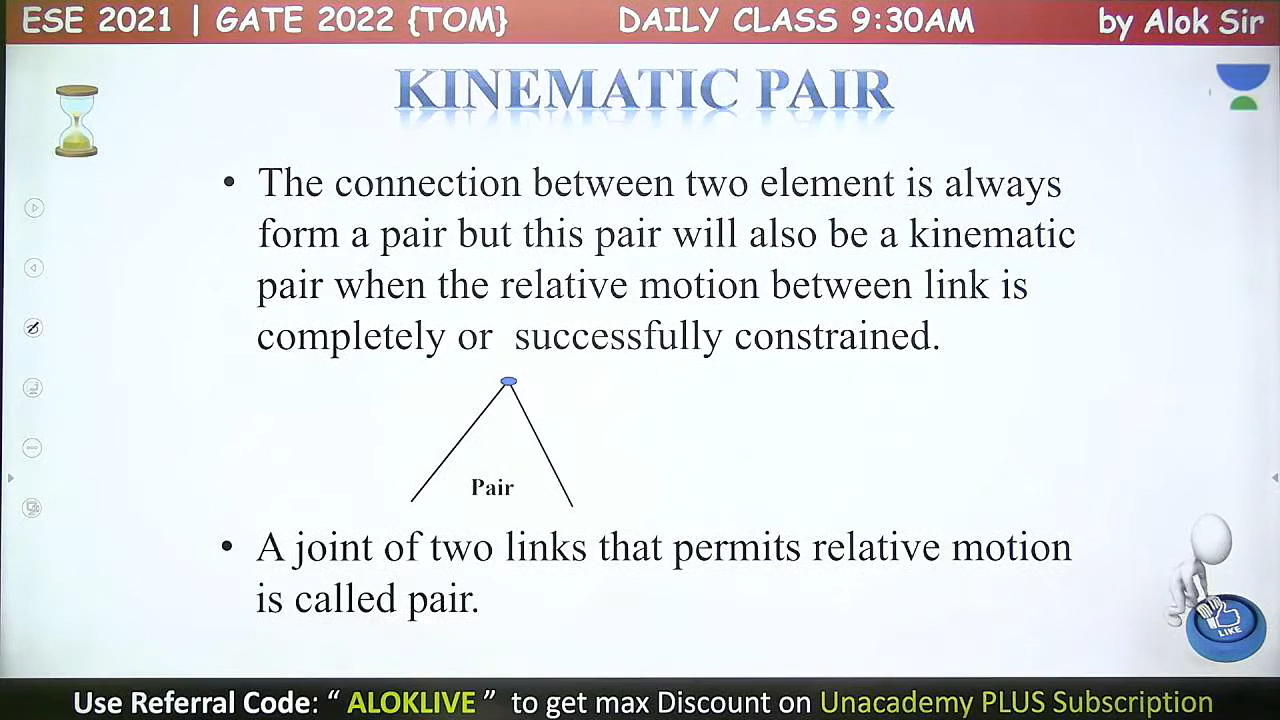 ESE 2021 | GATE 2022 {TOM} DAILY CLASS 9:30AM by Alok Sir
KINEMATIC PAIR
• The connection between two element is always
form a pair but this pair will also be a kinematic
pair when the relative motion between link is
completely or successfully constrained.
Pair
• A joint of two links that permits relative motion
is called pair.
LIKE
Use Referral Code: “ ALOKLIVE ” to get max Discount on Unacademy PLUS Subscription